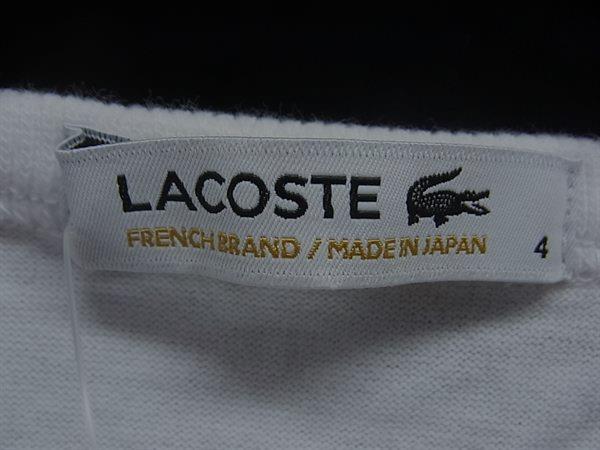 LACOSTE
FRENCH BRAND / MADE IN JAPAN 4